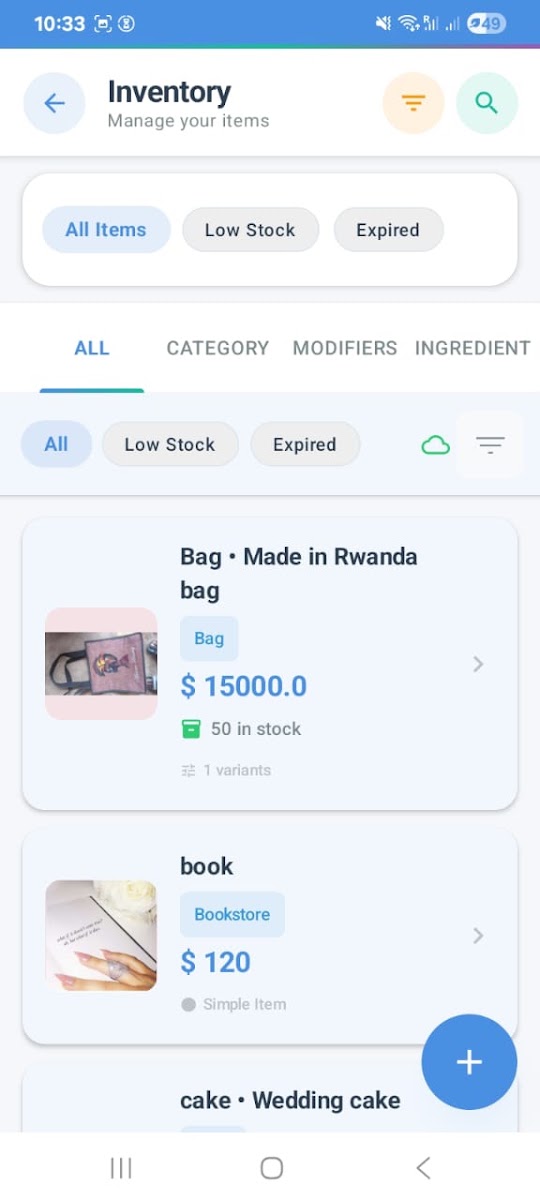 10:33
49
Inventory
Manage your items
All Items
Low Stock
Expired
ALL
CATEGORY
MODIFIERS
INGREDIENT
All
Low Stock
Expired
Bag • Made in Rwanda
bag
Bag
$ 15000.0
50 in stock
1 variants
book
Bookstore
$ 120
Simple Item
cake • Wedding cake